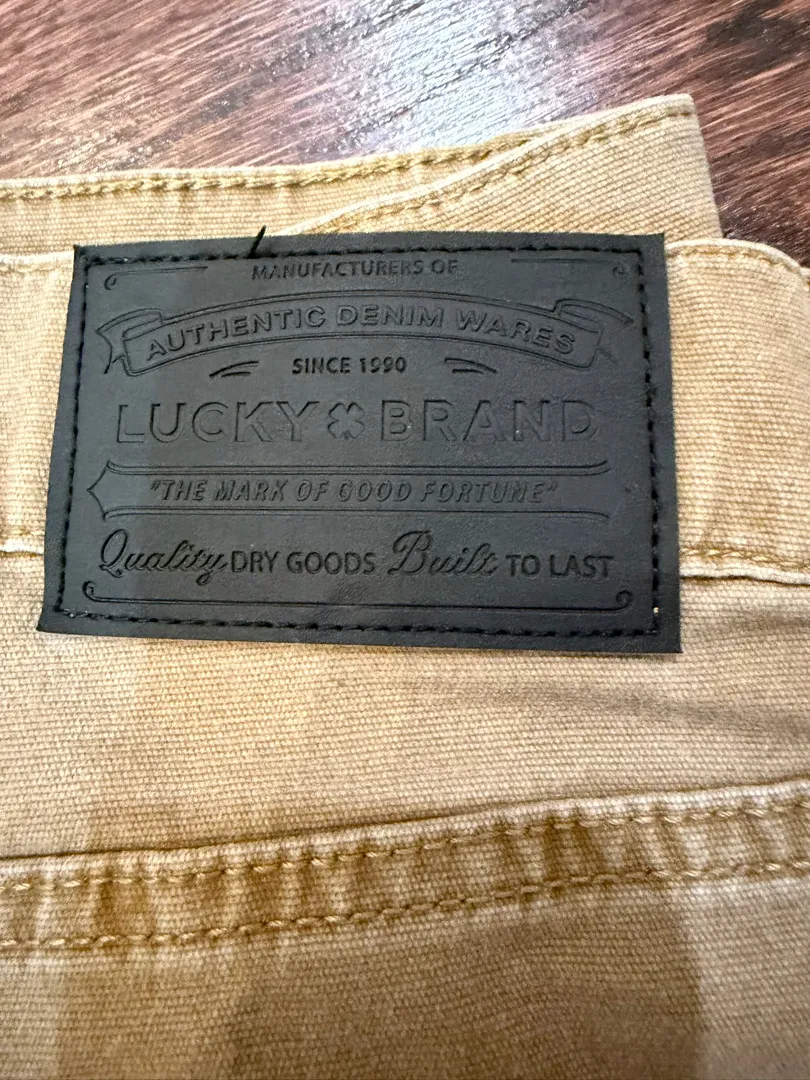 MANUFACTURERS OF
AUTHENTIC DENIM WARES
SINCE 1990
LUCKY BRAND
"THE MARK OF GOOD FORTUNE"
Quality DRY GOODS Built TO LAST